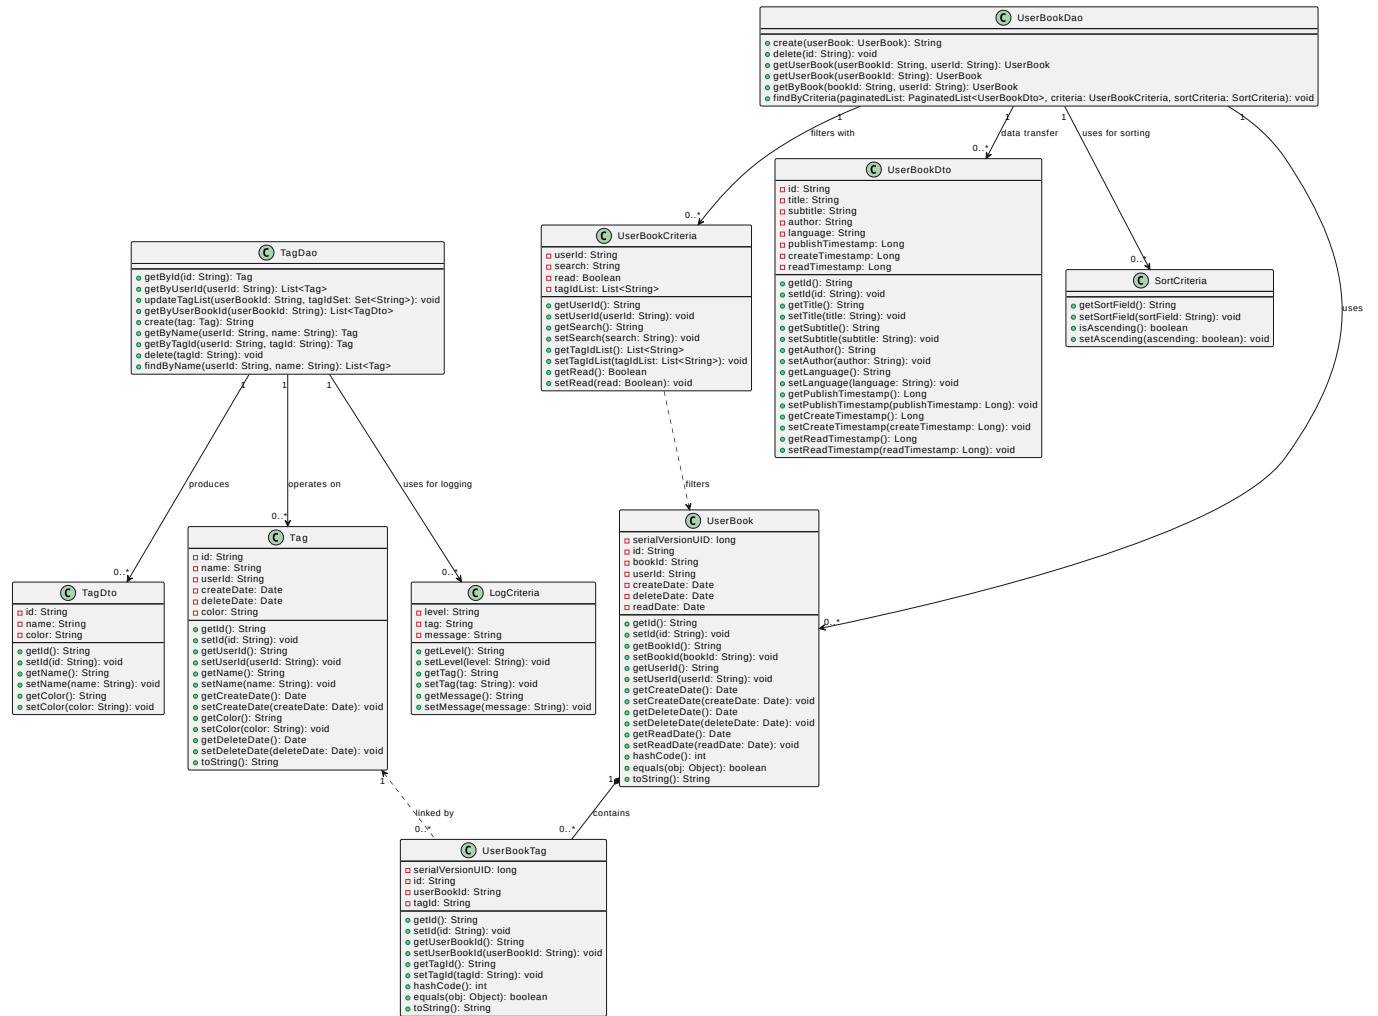 C UserBookDao
create(userBook: UserBook): String
delete(id: String): void
getUserBook(userBookId: String, userId: String): UserBook
getUserBook(userBookId: String): UserBook
getByBook(bookId: String, userId: String): UserBook
findByCriteria(paginatedList: PaginatedList<UserBookDto>, criteria: UserBookCriteria, sortCriteria: SortCriteria): void
1
1
1
1
filters with
data transfer
uses for sorting
0..*
0..*
0..*
uses
C UserBookDto
id: String
title: String
subtitle: String
author: String
language: String
publishTimestamp: Long
createTimestamp: Long
readTimestamp: Long
getId(): String
setId(id: String): void
getTitle(): String
setTitle(title: String): void
getSubtitle(): String
setSubtitle(subtitle: String): void
getAuthor(): String
setAuthor(author: String): void
getLanguage(): String
setLanguage(language: String): void
getPublishTimestamp(): Long
setPublishTimestamp(publishTimestamp: Long): void
getCreateTimestamp(): Long
setCreateTimestamp(createTimestamp: Long): void
getReadTimestamp(): Long
setReadTimestamp(readTimestamp: Long): void
C UserBookCriteria
userId: String
search: String
read: Boolean
tagIdList: List<String>
getUserId(): String
setUserId(userId: String): void
getSearch(): String
setSearch(search: String): void
getTagIdList(): List<String>
setTagIdList(tagIdList: List<String>): void
getRead(): Boolean
setRead(read: Boolean): void
C SortCriteria
getSortField(): String
setSortField(sortField: String): void
isAscending(): boolean
setAscending(ascending: boolean): void
C TagDao
getById(id: String): Tag
getByUserId(userId: String): List<Tag>
updateTagList(userBookId: String, tagIdSet: Set<String>): void
getByUserBookId(userBookId: String): List<TagDto>
create(tag: Tag): String
getByName(userId: String, name: String): Tag
getByTagId(userId: String, tagId: String): Tag
delete(tagId: String): void
findByName(userId: String, name: String): List<Tag>
1
1
1
produces
operates on
uses for logging
filters
0..*
0..*
0..*
C TagDto
id: String
name: String
color: String
getId(): String
setId(id: String): void
getName(): String
setName(name: String): void
getColor(): String
setColor(color: String): void
C Tag
id: String
name: String
userId: String
createDate: Date
deleteDate: Date
color: String
getId(): String
setId(id: String): void
getUserId(): String
setUserId(userId: String): void
getName(): String
setName(name: String): void
getCreateDate(): Date
setCreateDate(createDate: Date): void
getColor(): String
setColor(color: String): void
getDeleteDate(): Date
setDeleteDate(deleteDate: Date): void
toString(): String
C LogCriteria
level: String
tag: String
message: String
getLevel(): String
setLevel(level: String): void
getTag(): String
setTag(tag: String): void
getMessage(): String
setMessage(message: String): void
C UserBook
serialVersionUID: long
id: String
bookId: String
userId: String
createDate: Date
deleteDate: Date
readDate: Date
getId(): String
setId(id: String): void
getBookId(): String
setBookId(bookId: String): void
getUserId(): String
setUserId(userId: String): void
getCreateDate(): Date
setCreateDate(createDate: Date): void
getDeleteDate(): Date
setDeleteDate(deleteDate: Date): void
getReadDate(): Date
setReadDate(readDate: Date): void
hashCode(): int
equals(obj: Object): boolean
toString(): String
0..*
1
1
linked by
contains
0..*
0..*
C UserBookTag
serialVersionUID: long
id: String
userBookId: String
tagId: String
getId(): String
setId(id: String): void
getUserBookId(): String
setUserBookId(userBookId: String): void
getTagId(): String
setTagId(tagId: String): void
hashCode(): int
equals(obj: Object): boolean
toString(): String